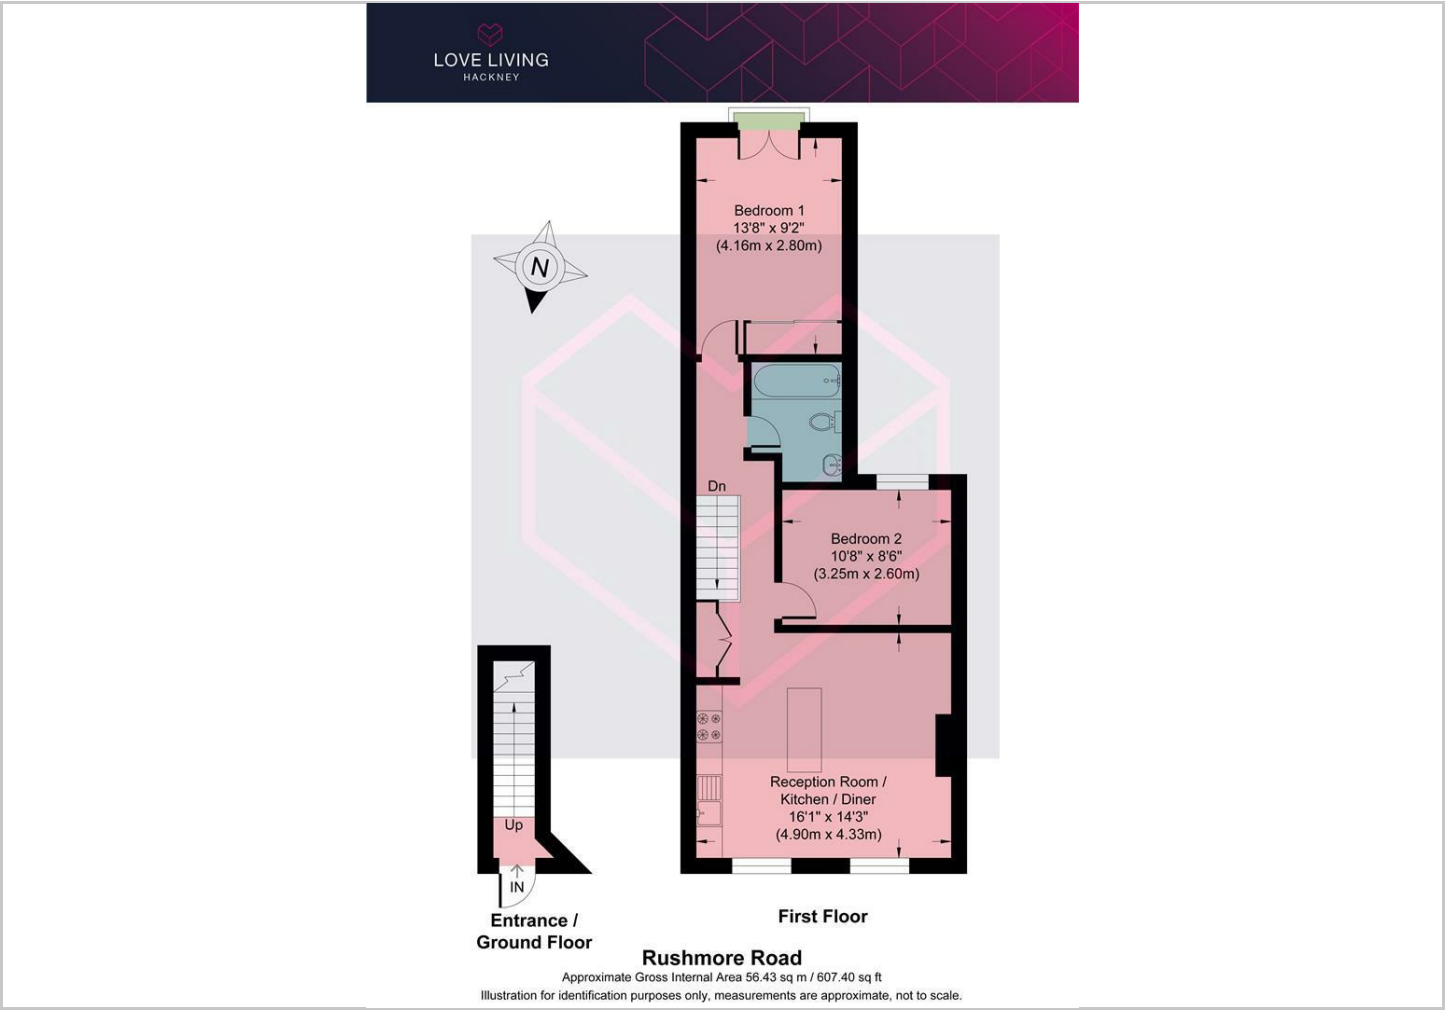 LOVE LIVING
HACKNEY
Bedroom 1
13'8" x 9'2"
(4.16m x 2.80m)
N
Dn
Bedroom 2
10'8" x 8'6"
(3.25m x 2.60m)
Reception Room /
Kitchen / Diner
16'1" x 14'3"
(4.90m x 4.33m)
Up
IN
Entrance /
Ground Floor
First Floor
Rushmore Road
Approximate Gross Internal Area 56.43 sq m / 607.40 sq ft
Illustration for identification purposes only, measurements are approximate, not to scale.